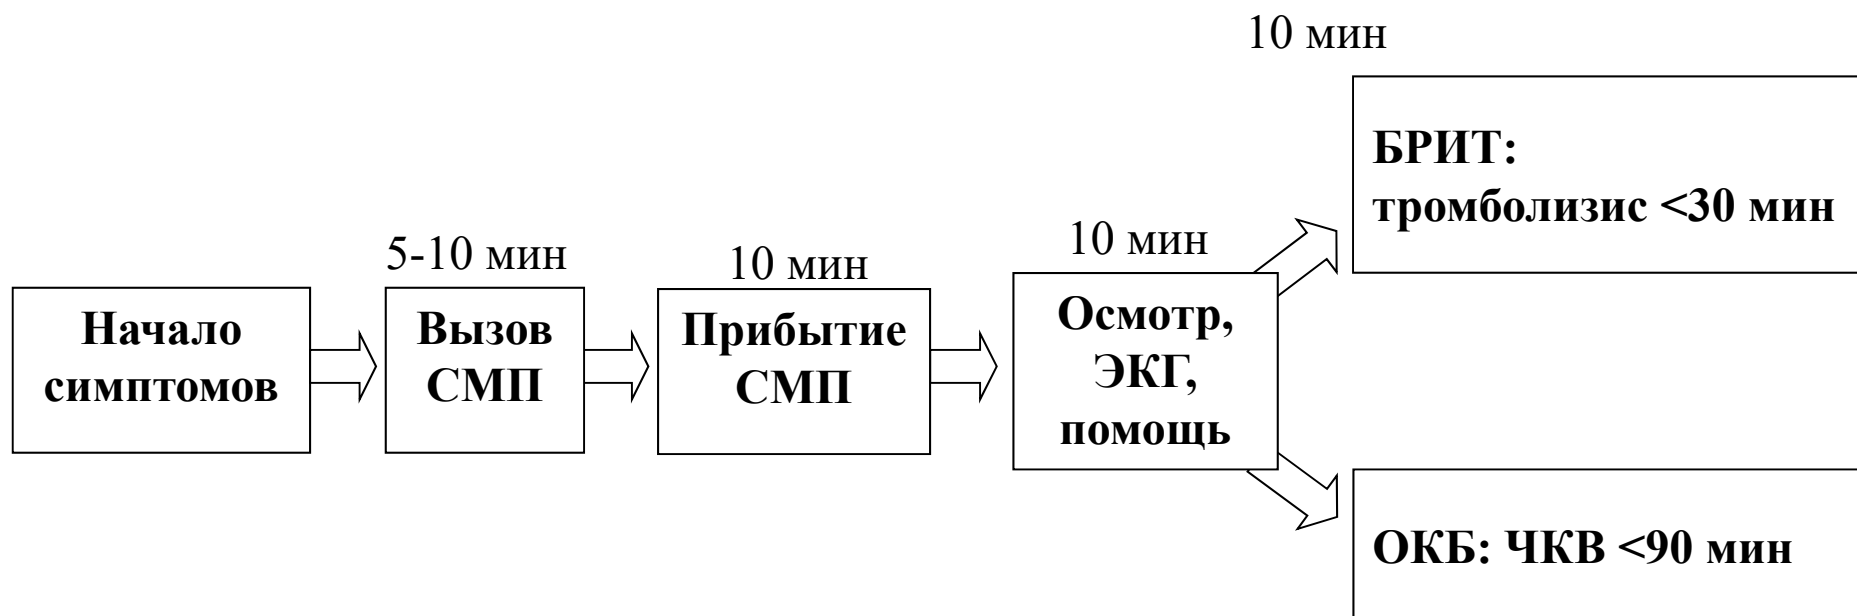 10 мин
БРИТ:
тромболизис <30 мин
5-10 мин
10 мин
10 мин
Начало
симптомов
Вызов
СМП
Прибытие
СМП
Осмотр,
ЭКГ,
помощь
ОКБ: ЧКВ <90 мин